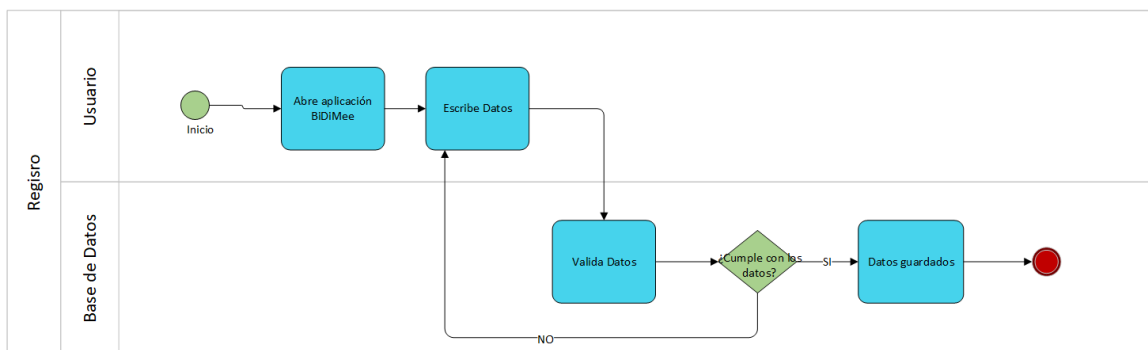 Regisro
Usuario
Inicio
Abre aplicación
BiDiMee
Escribe Datos
Base de Datos
Valida Datos
¿Cumple con los
datos?
SI
Datos guardados
NO